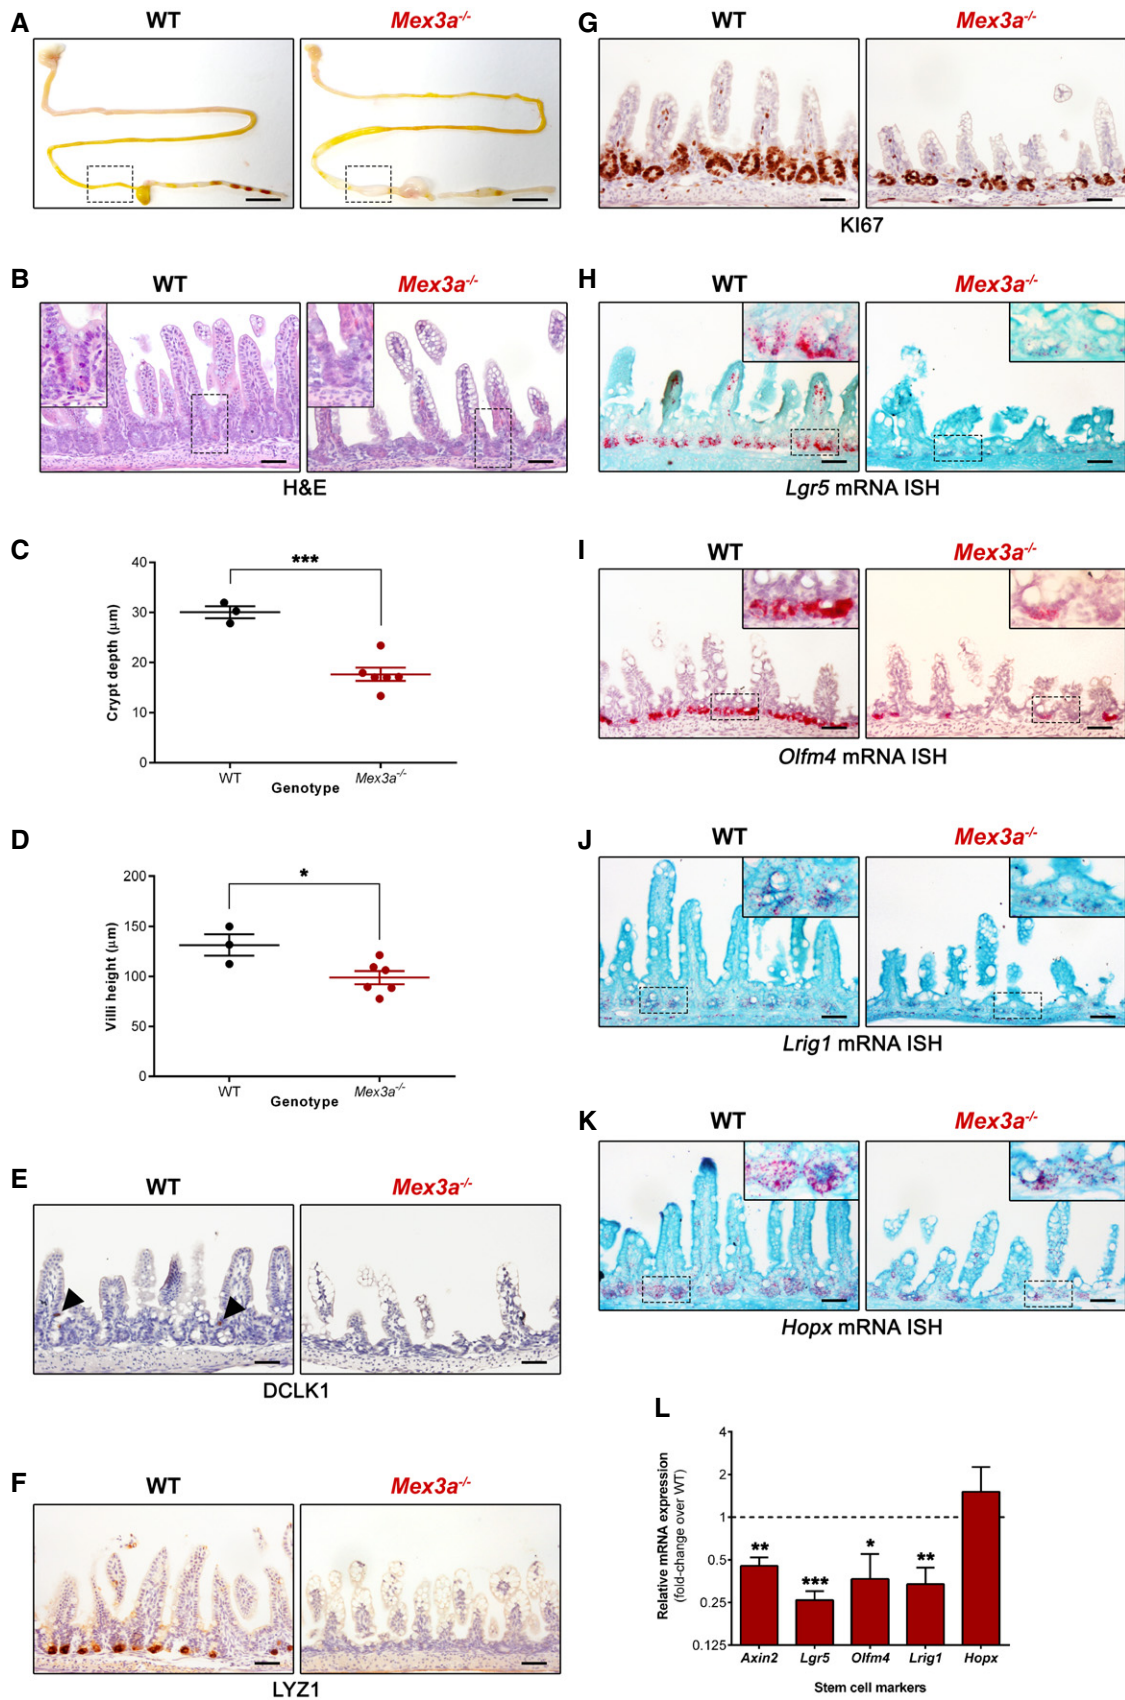 A
WT
Mex3a-/-
B
WT
Mex3a-/-
H&E
C
40
30
20
10
0
Crypt depth (µm)
***
WT
Mex3a-/-
Genotype
D
200
150
100
50
0
Villi height (µm)
*
WT
Mex3a-/-
Genotype
E
WT
Mex3a-/-
DCLK1
F
WT
Mex3a-/-
LYZ1
G
WT
Mex3a-/-
KI67
H
WT
Mex3a-/-
Lgr5 mRNA ISH
I
WT
Mex3a-/-
Olfm4 mRNA ISH
J
WT
Mex3a-/-
Lrig1 mRNA ISH
K
WT
Mex3a-/-
Hopx mRNA ISH
L
4
2
1
0.5
0.25
0.125
Relative mRNA expression
(fold-change over WT)
** *** * **
Axin2 Lgr5 Olfm4 Lrig1 Hopx
Stem cell markers